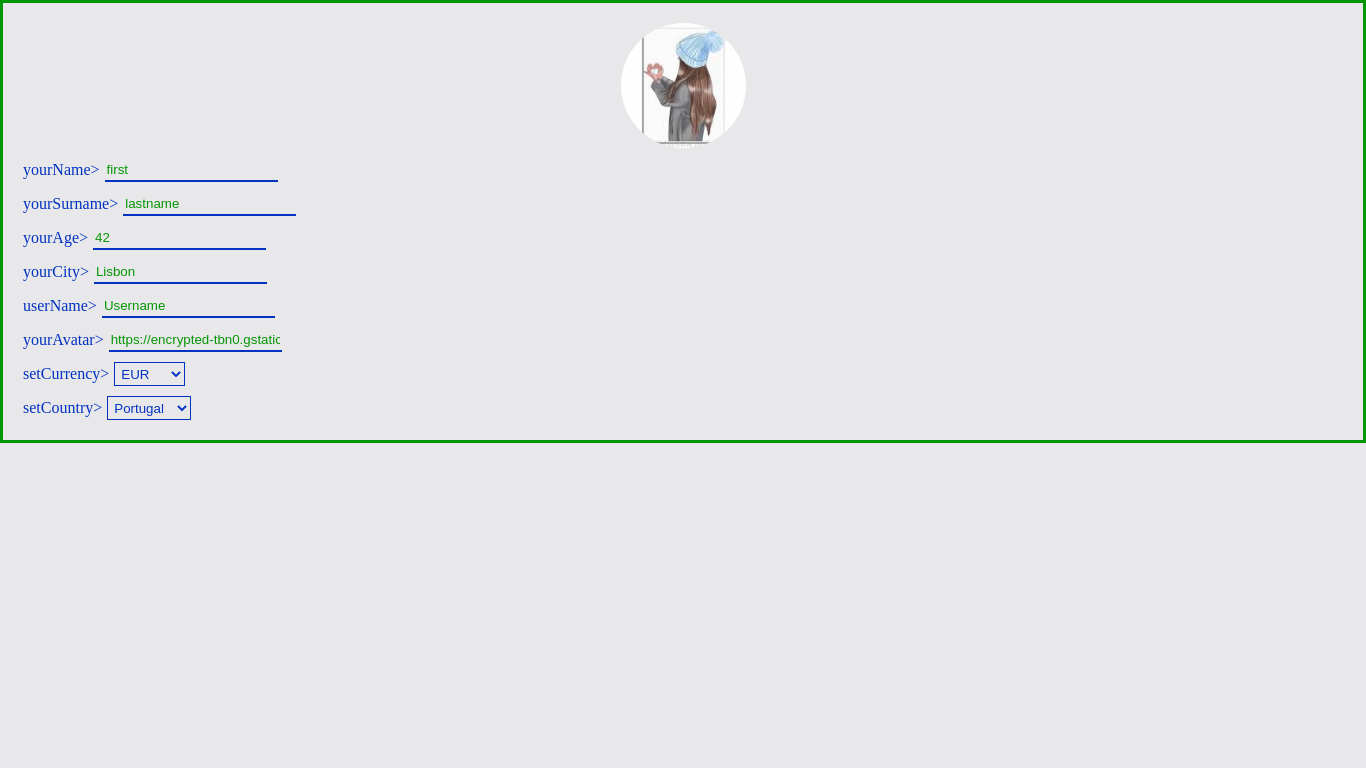 yourName> first
yourSurname> lastname
yourAge> 42
yourCity> Lisbon
userName> Username
yourAvatar> https://encrypted-tbn0.gstatic
setCurrency> EUR
setCountry> Portugal